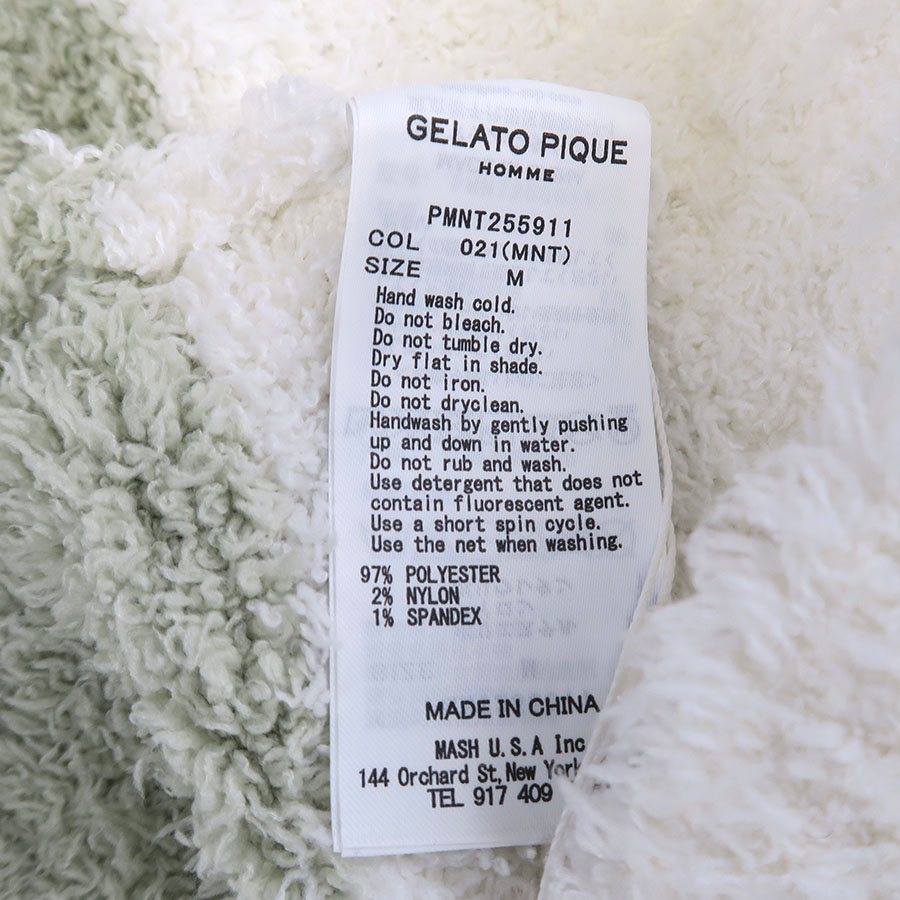 GELATO PIQUE
HOMME
PMNT255911
COL 021(MNT)
SIZE M
Hand wash cold.
Do not bleach.
Do not tumble dry.
Dry flat in shade.
Do not iron.
Do not dryclean.
Handwash by gently pushing
up and down in water.
Do not rub and wash.
Use detergent that does not
contain fluorescent agent.
Use a short spin cycle.
Use the net when washing.
97% POLYESTER
2% NYLON
1% SPANDEX
MADE IN CHINA
MASH U.S.A Inc
144 Orchard St, New York
TEL 917 409